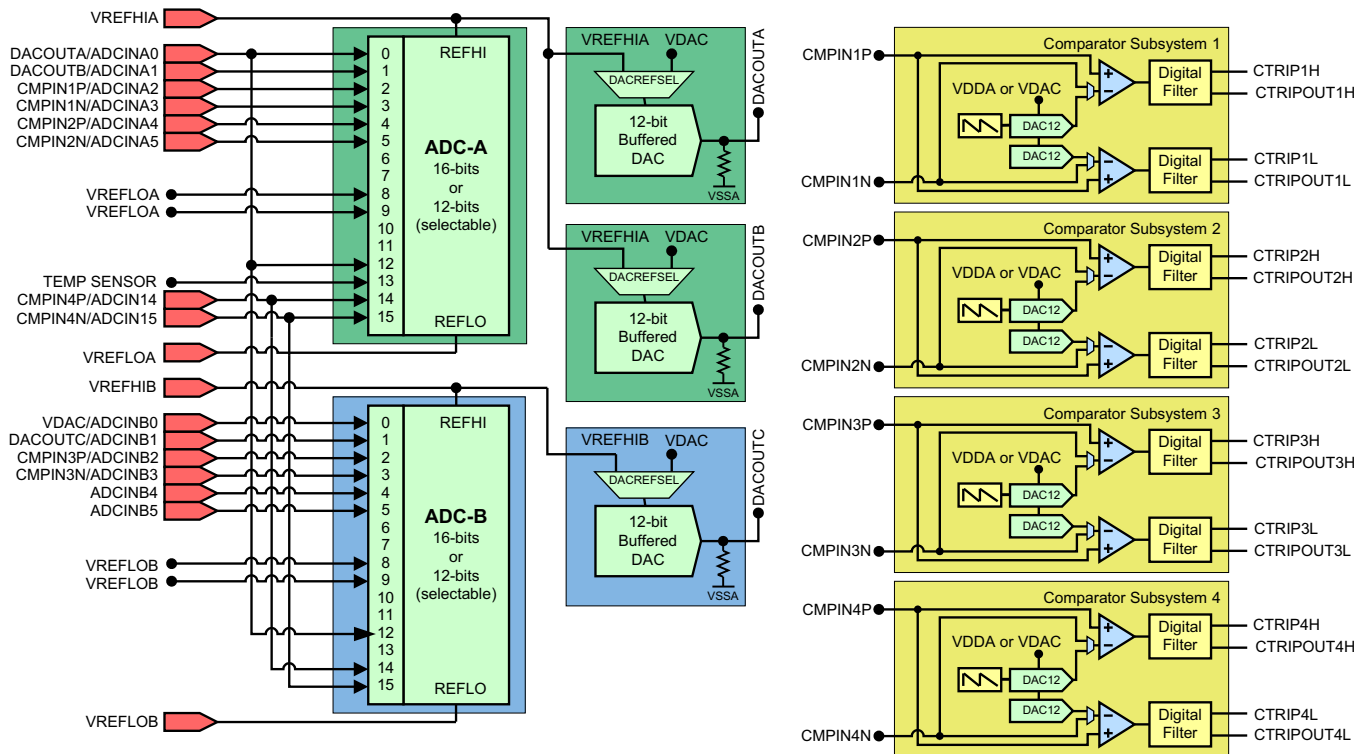 VREFHIA
DACOUTA/ADCINA0
DACOUTB/ADCINA1
CMPIN1P/ADCINA2
CMPIN1N/ADCINA3
CMPIN2P/ADCINA4
CMPIN2N/ADCINA5
VREFLOA
VREFLOA
TEMP SENSOR
CMPIN4P/ADCIN14
CMPIN4N/ADCIN15
VREFLOA
0
1
2
3
4
5
6
7
8
9
10
11
12
13
14
15
REFHI
ADC-A
16-bits
or
12-bits
(selectable)
REFLO
VREFHIB
VDAC/ADCINB0
DACOUTC/ADCINB1
CMPIN3P/ADCINB2
CMPIN3N/ADCINB3
ADCINB4
ADCINB5
VREFLOB
VREFLOB
VREFLOB
0
1
2
3
4
5
6
7
8
9
10
11
12
13
14
15
REFHI
ADC-B
16-bits
or
12-bits
(selectable)
REFLO
VREFHIA
VDAC
DACREFSEL
12-bit
Buffered
DAC
VSSA
DACOUTA
VREFHIA
VDAC
DACREFSEL
12-bit
Buffered
DAC
VSSA
DACOUTB
VREFHIB
VDAC
DACREFSEL
12-bit
Buffered
DAC
VSSA
DACOUTC
Comparator Subsystem 1
CMPIN1P
CMPIN1N
VDDA or VDAC
DAC12
DAC12
+
−
−
+
Digital
Filter
Digital
Filter
CTRIP1H
CTRIPOUT1H
CTRIP1L
CTRIPOUT1L
Comparator Subsystem 2
CMPIN2P
CMPIN2N
VDDA or VDAC
DAC12
DAC12
+
−
−
+
Digital
Filter
Digital
Filter
CTRIP2H
CTRIPOUT2H
CTRIP2L
CTRIPOUT2L
Comparator Subsystem 3
CMPIN3P
CMPIN3N
VDDA or VDAC
DAC12
DAC12
+
−
−
+
Digital
Filter
Digital
Filter
CTRIP3H
CTRIPOUT3H
CTRIP3L
CTRIPOUT3L
Comparator Subsystem 4
CMPIN4P
CMPIN4N
VDDA or VDAC
DAC12
DAC12
+
−
−
+
Digital
Filter
Digital
Filter
CTRIP4H
CTRIPOUT4H
CTRIP4L
CTRIPOUT4L